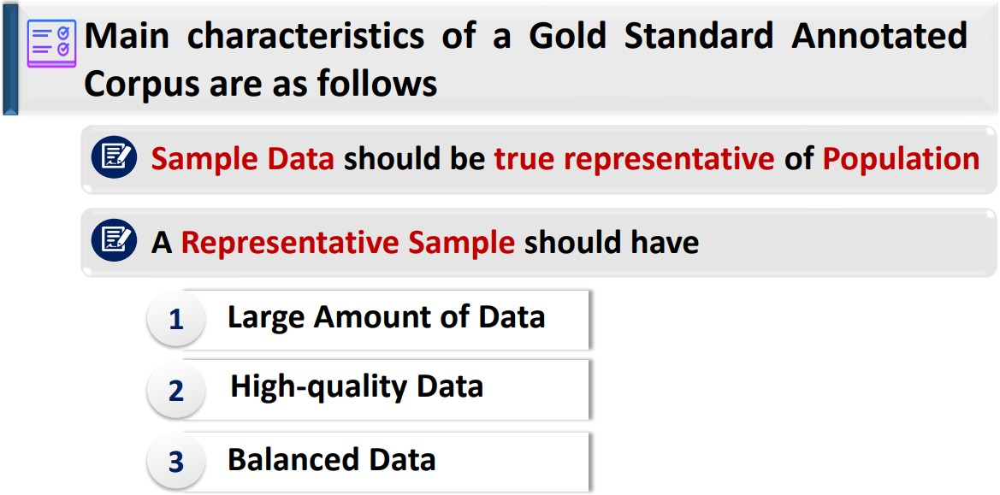 Main characteristics of a Gold Standard Annotated
Corpus are as follows
Sample Data should be true representative of Population
A Representative Sample should have
1 Large Amount of Data
2 High-quality Data
3 Balanced Data